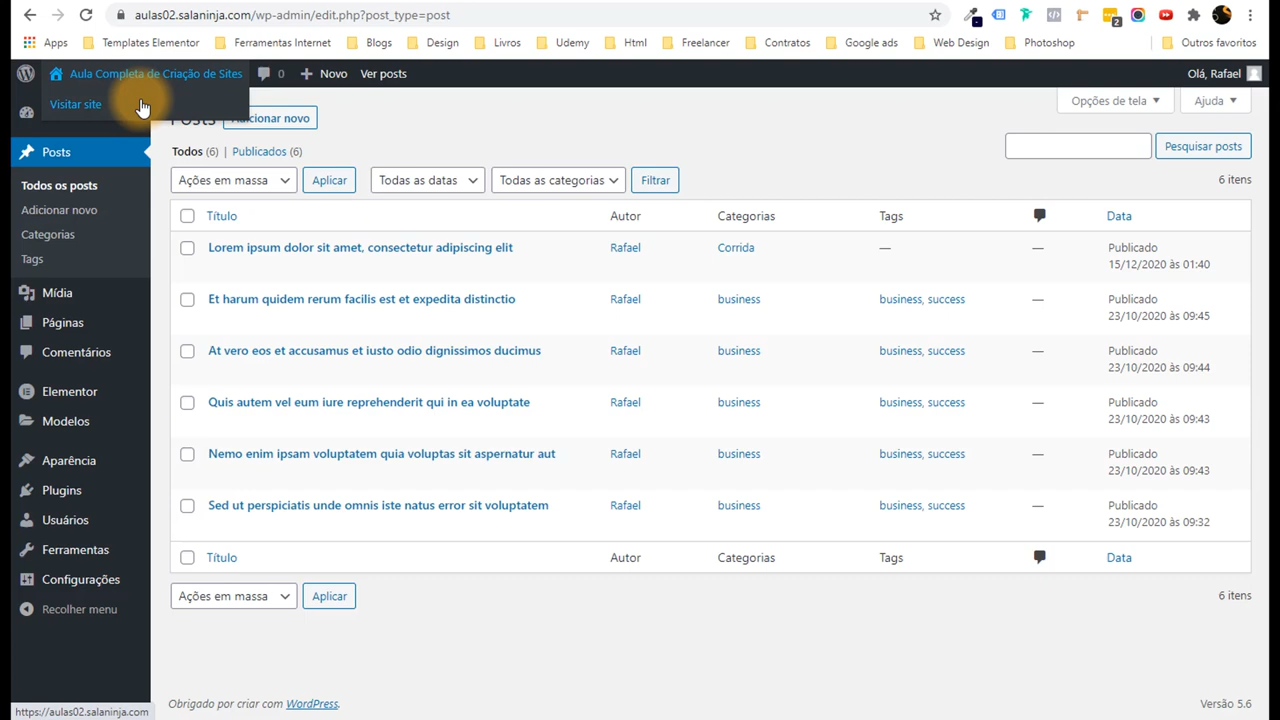 aulas02.salaninja.com/wp-admin/edit.php?post_type=post
2
Apps Templates Elementor Ferramentas Internet Blogs Design Livros Udemy Html Freelancer Contratos Google ads Web Design Photoshop Outros favoritos
Aula Completa de Criação de Sites 0 Novo Ver posts Olá, Rafael
Visitar site
Opções de tela Ajuda
Posts Adicionar novo
Posts
Todos (6) | Publicados (6)
Pesquisar posts
Ações em massa Aplicar Todas as datas Todas as categorias Filtrar
6 itens
Todos os posts
Adicionar novo
Categorias
Tags
Mídia
Páginas
Comentários
Elementor
Modelos
Aparência
Plugins
Usuários
Ferramentas
Configurações
Recolher menu
Título Autor Categorias Tags Data
Lorem ipsum dolor sit amet, consectetur adipiscing elit Rafael Corrida — — Publicado
15/12/2020 às 01:40
Et harum quidem rerum facilis est et expedita distinctio Rafael business business, success — Publicado
23/10/2020 às 09:45
At vero eos et accusamus et iusto odio dignissimos ducimus Rafael business business, success — Publicado
23/10/2020 às 09:44
Quis autem vel eum iure reprehenderit qui in ea voluptate Rafael business business, success — Publicado
23/10/2020 às 09:43
Nemo enim ipsam voluptatem quia voluptas sit aspernatur aut Rafael business business, success — Publicado
23/10/2020 às 09:43
Sed ut perspiciatis unde omnis iste natus error sit voluptatem Rafael business business, success — Publicado
23/10/2020 às 09:32
Título Autor Categorias Tags Data
Ações em massa Aplicar
6 itens
Obrigado por criar com WordPress.
Versão 5.6
https://aulas02.salaninja.com